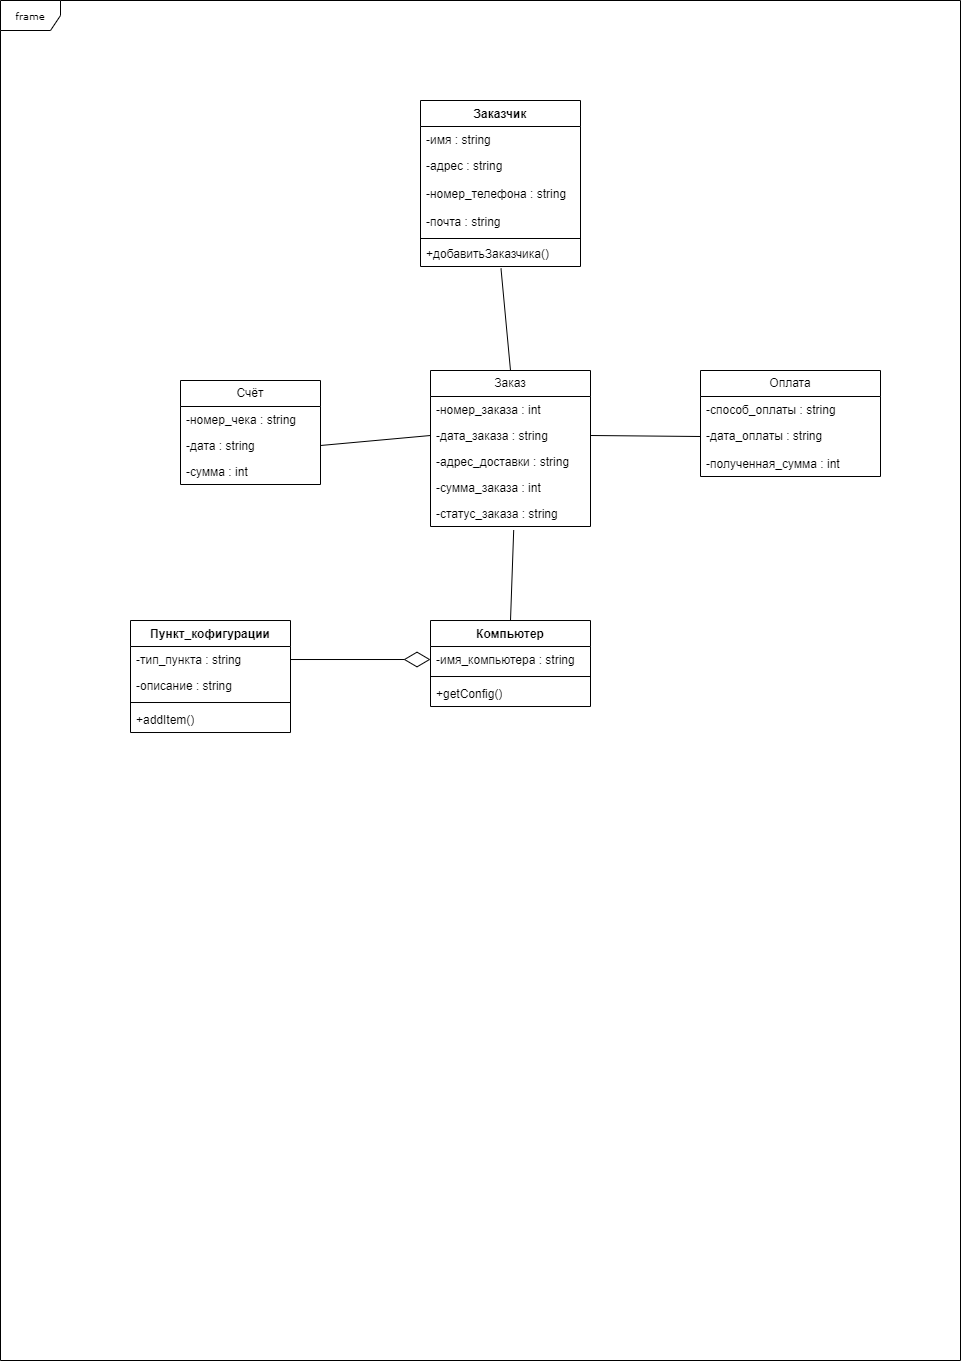 frame
Заказчик
-имя : string
-адрес : string
-номер_телефона : string
-почта : string
+добавитьЗаказчика()
Счёт
-номер_чека : string
-дата : string
-сумма : int
Заказ
-номер_заказа : int
-дата_заказа : string
-адрес_доставки : string
-сумма_заказа : int
-статус_заказа : string
Оплата
-способ_оплаты : string
-дата_оплаты : string
-полученная_сумма : int
Пункт_кофигурации
-тип_пункта : string
-описание : string
+addItem()
Компьютер
-имя_компьютера : string
+getConfig()